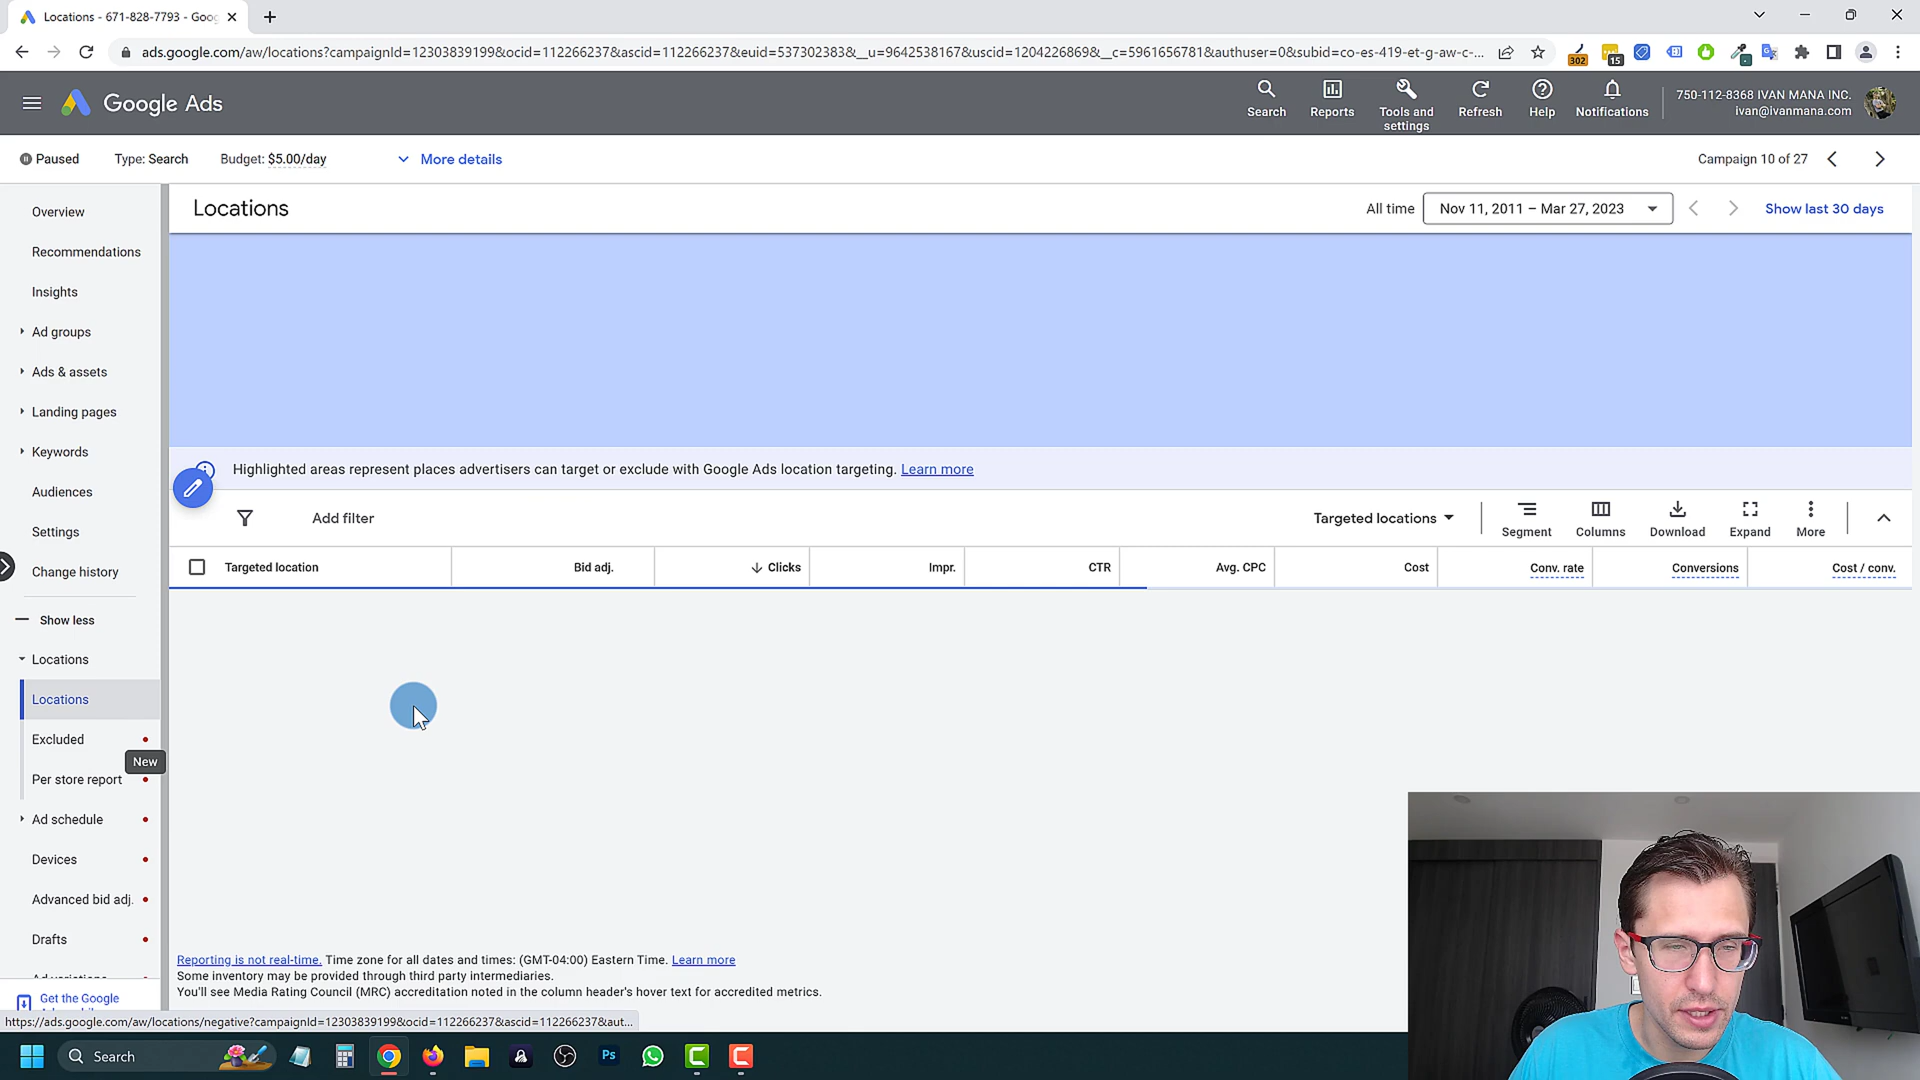 Locations - 671-828-7793 - Goog
ads.google.com/aw/locations?campaignId=12303839199&ocid=112266237&ascid=112266237&euid=537302383&__u=9642538167&uscid=1204226869&__c=5961656781&authuser=0&subid=co-es-419-et-g-aw-c-...
302
15
Google Ads
Search
Reports
Tools and settings
Refresh
Help
Notifications
750-112-8368 IVAN MANA INC.
ivan@ivanmana.com
Paused
Type: Search
Budget: $5.00/day
More details
Campaign 10 of 27
Overview
Recommendations
Insights
Ad groups
Ads & assets
Landing pages
Keywords
Audiences
Settings
Change history
Show less
Locations
Locations
Excluded
New
Per store report
Ad schedule
Devices
Advanced bid adj.
Drafts
Ad variations
Get the Google
Locations
All time
Nov 11, 2011 – Mar 27, 2023
Show last 30 days
Highlighted areas represent places advertisers can target or exclude with Google Ads location targeting. Learn more
Add filter
Targeted locations
Segment
Columns
Download
Expand
More
Targeted location
Bid adj.
Clicks
Impr.
CTR
Avg. CPC
Cost
Conv. rate
Conversions
Cost / conv.
Reporting is not real-time. Time zone for all dates and times: (GMT-04:00) Eastern Time. Learn more
Some inventory may be provided through third party intermediaries.
You'll see Media Rating Council (MRC) accreditation noted in the column header's hover text for accredited metrics.
https://ads.google.com/aw/locations/negative?campaignId=12303839199&ocid=112266237&ascid=112266237&aut...
Search
Ps